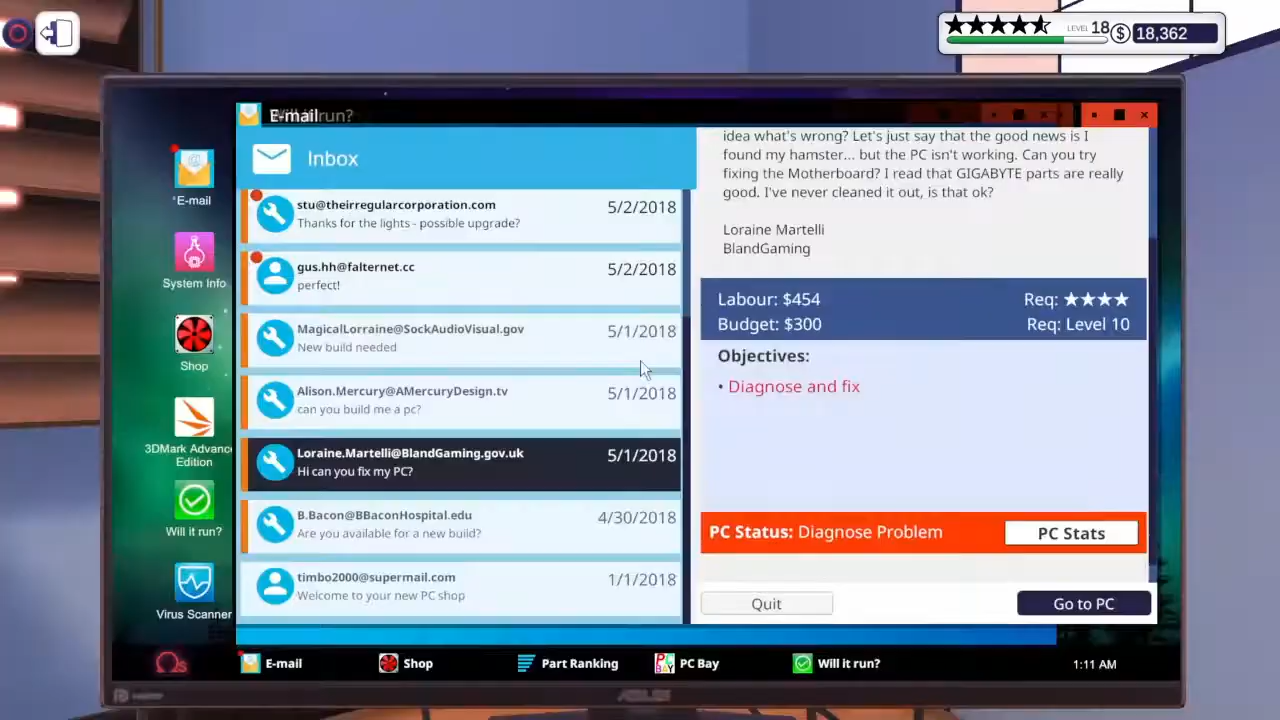 LEVEL 18
$ 18,362
E-mail
run?
Inbox
stu@theirregularcorporation.com
5/2/2018
Thanks for the lights - possible upgrade?
gus.hh@falternet.cc
5/2/2018
perfect!
MagicalLorraine@SockAudioVisual.gov
5/1/2018
New build needed
Alison.Mercury@AMercuryDesign.tv
5/1/2018
can you build me a pc?
Loraine.Martelli@BlandGaming.gov.uk
5/1/2018
Hi can you fix my PC?
B.Bacon@BBaconHospital.edu
4/30/2018
Are you available for a new build?
timbo2000@supermail.com
1/1/2018
Welcome to your new PC shop
idea what's wrong? Let's just say that the good news is I
found my hamster... but the PC isn't working. Can you try
fixing the Motherboard? I read that GIGABYTE parts are really
good. I've never cleaned it out, is that ok?
Loraine Martelli
BlandGaming
Labour: $454
Req: ★★★★
Budget: $300
Req: Level 10
Objectives:
• Diagnose and fix
PC Status: Diagnose Problem
PC Stats
Quit
Go to PC
E-mail
System Info
Shop
3DMark Advanc
Edition
Will it run?
Virus Scanner
E-mail
Shop
Part Ranking
PC Bay
Will it run?
1:11 AM
ASUS